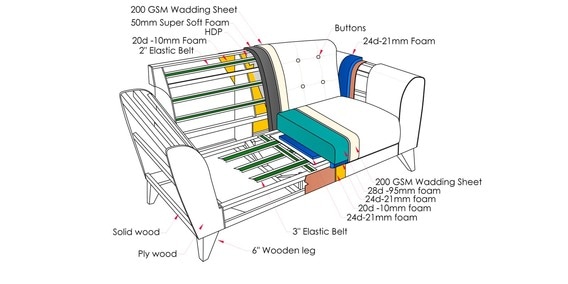 200 GSM Wadding Sheet
50mm Super Soft Foam
HDP
20d -10mm Foam
2" Elastic Belt
Buttons
24d-21mm Foam
200 GSM Wadding Sheet
28d -95mm foam
24d-21mm foam
20d -10mm foam
24d-21mm foam
3" Elastic Belt
Solid wood
Ply wood
6" Wooden leg